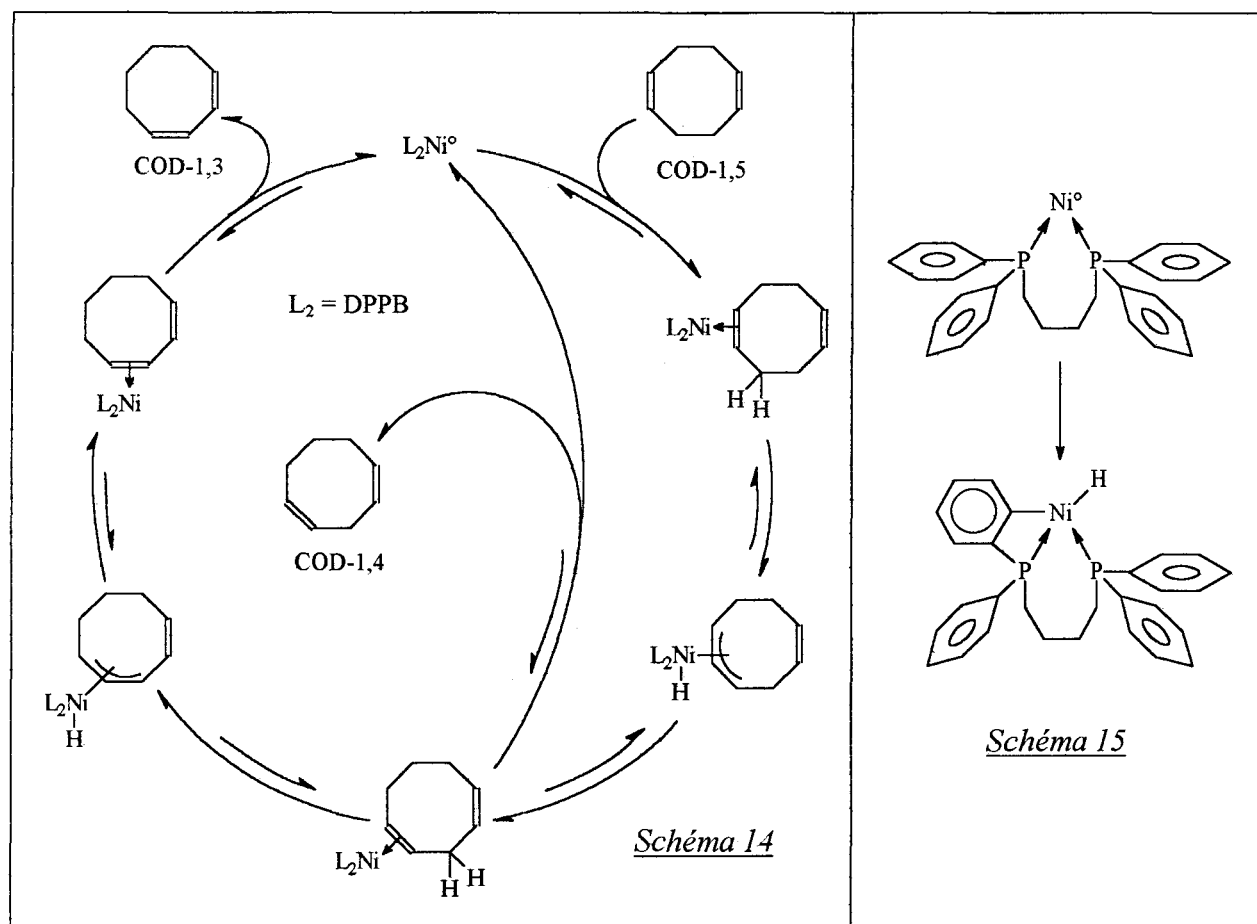 COD-1,3
L₂Ni°
COD-1,5
L₂ = DPPB
L₂Ni
H H
L₂Ni
COD-1,4
L₂Ni
H
L₂Ni
H
L₂Ni
H H
Schéma 14
Ni°
P P
H
Ni
P P
Schéma 15